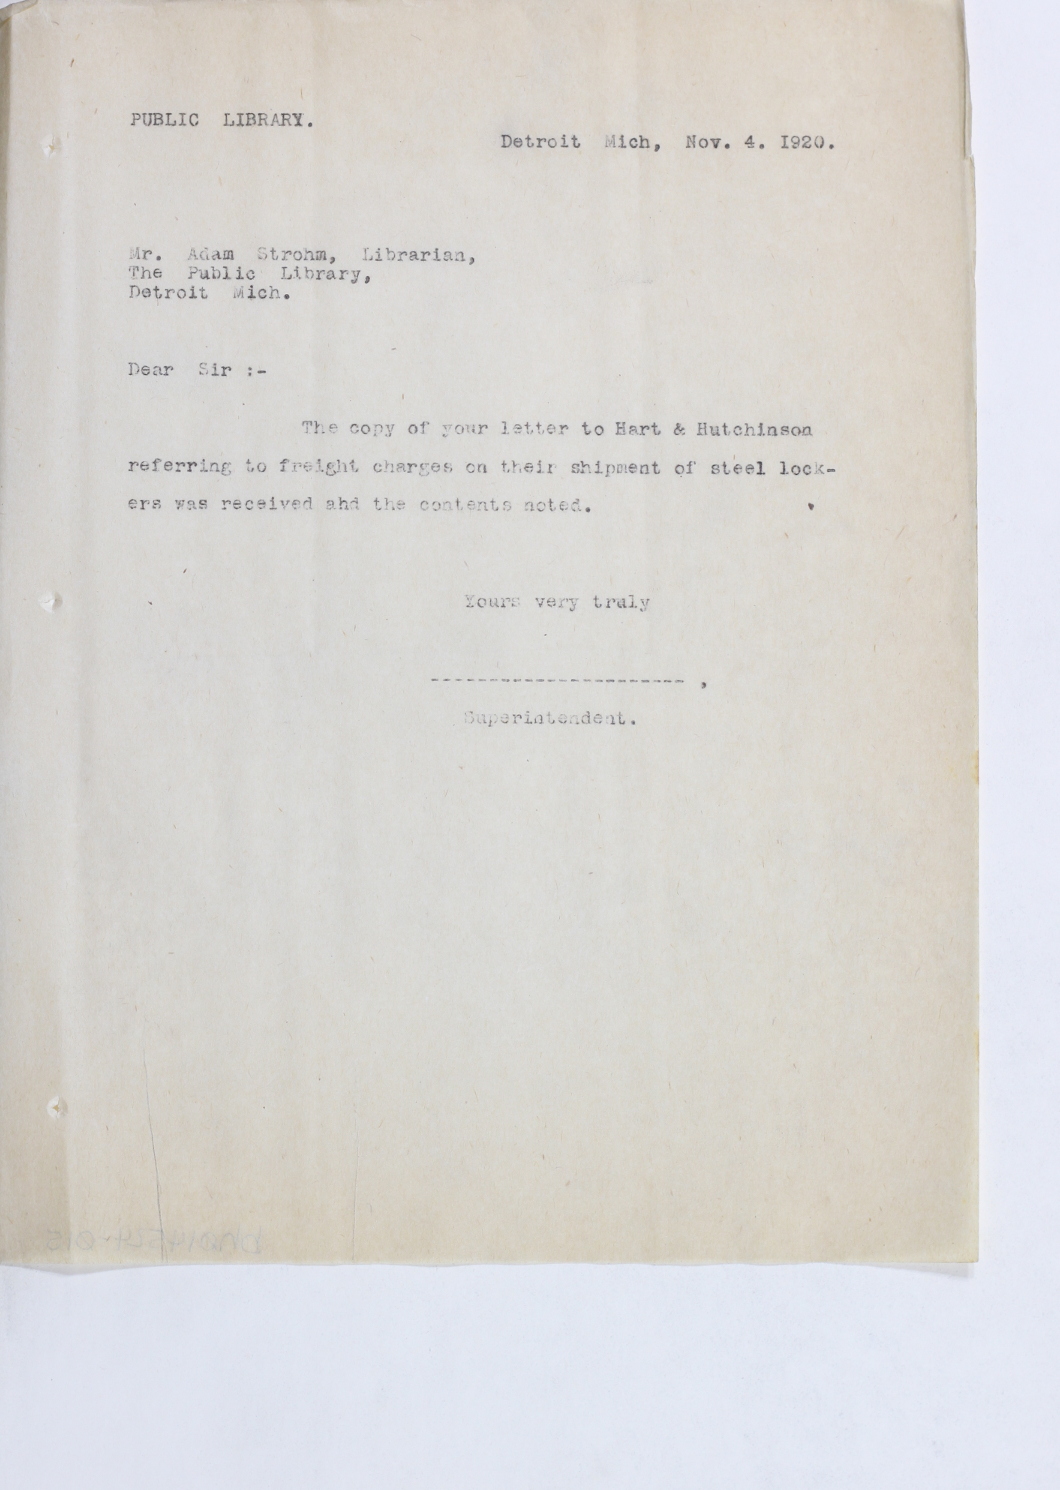 PUBLIC LIBRARY.
Detroit Mich, Nov. 4. I920.
Mr. Adam Strohm, Librarian,
The Public Library,
Detroit Mich.
Dear Sir :-
The copy of your letter to Hart & Hutchinson
referring to freight charges on their shipment of steel lock-
ers was received ahd the contents noted.
Yours very truly
---------------------- ,
Superintendent.